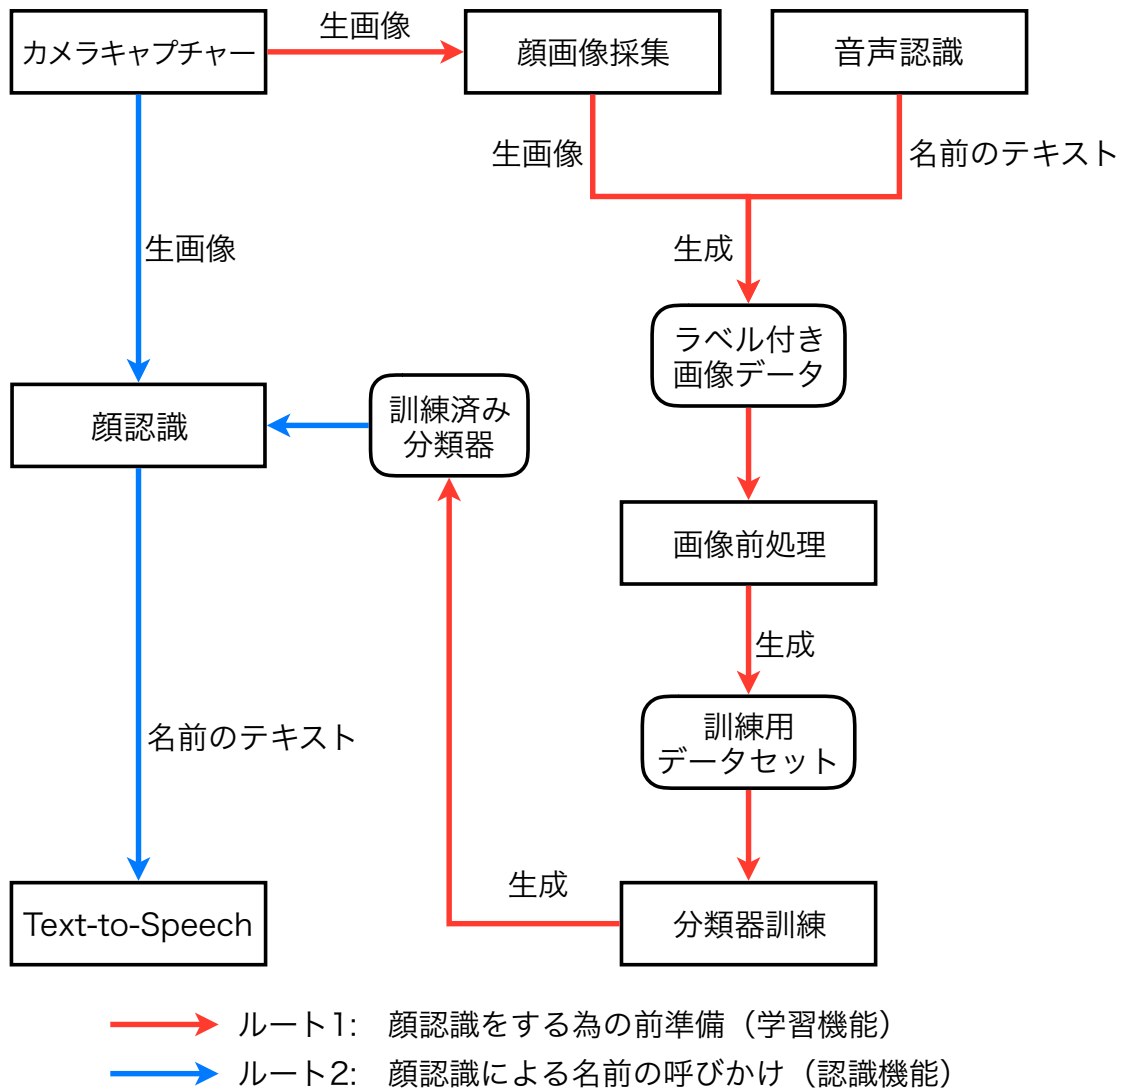 カメラキャプチャー
生画像
顔画像採集
音声認識
生画像
名前のテキスト
生画像
生成
ラベル付き
画像データ
顔認識
訓練済み
分類器
画像前処理
生成
訓練用
データセット
名前のテキスト
生成
Text-to-Speech
分類器訓練
ルート1:　顔認識をする為の前準備（学習機能）
ルート2:　顔認識による名前の呼びかけ（認識機能）